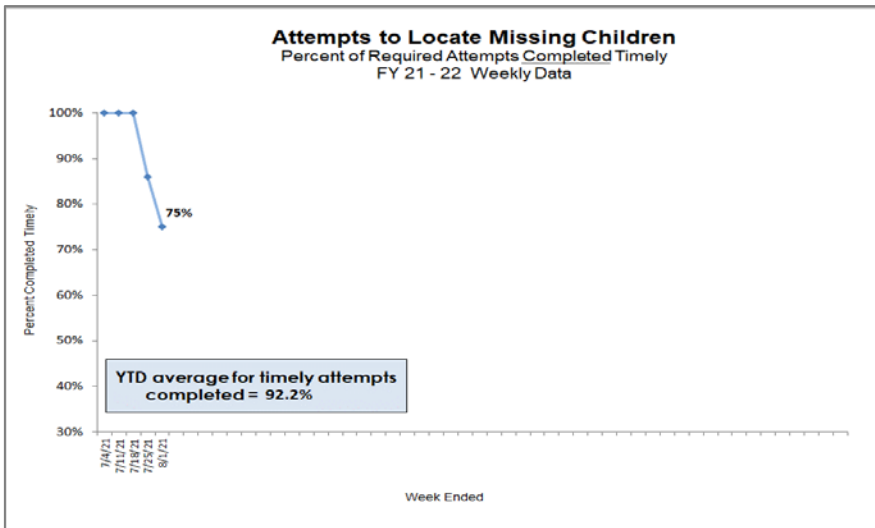 Attempts to Locate Missing Children
Percent of Required Attempts Completed Timely
FY 21 - 22 Weekly Data
Percent Completed Timely
100%
90%
80%
70%
60%
50%
40%
30%
75%
YTD average for timely attempts
completed = 92.2%
7/4/21
7/11/21
7/18/21
7/25/21
8/1/21
Week Ended